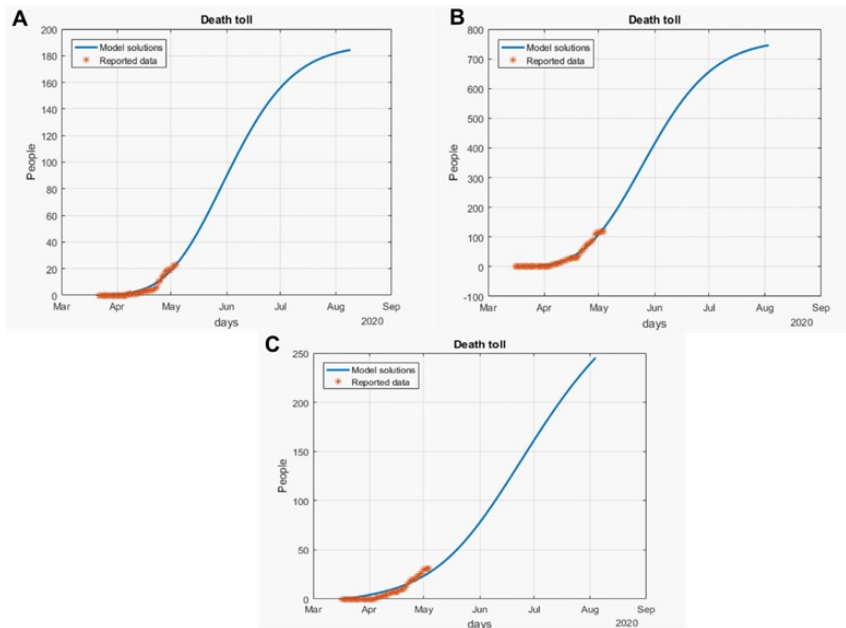 A
Death toll
200
180
160
140
120
100
80
60
40
20
0
People
Model solutions
Reported data
Mar Apr May Jun Jul Aug Sep
days
2020
B
Death toll
800
700
600
500
400
300
200
100
0
-100
People
Model solutions
Reported data
Mar Apr May Jun Jul Aug Sep
days
2020
C
Death toll
250
200
150
100
50
0
People
Model solutions
Reported data
Mar Apr May Jun Jul Aug Sep
days
2020